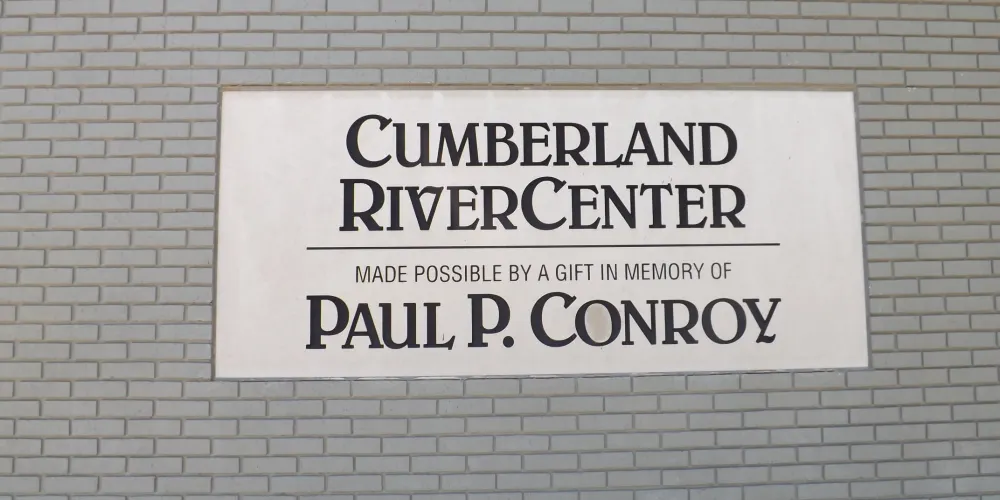 CUMBERLAND
RIVERCENTER
MADE POSSIBLE BY A GIFT IN MEMORY OF
PAUL P. CONROY